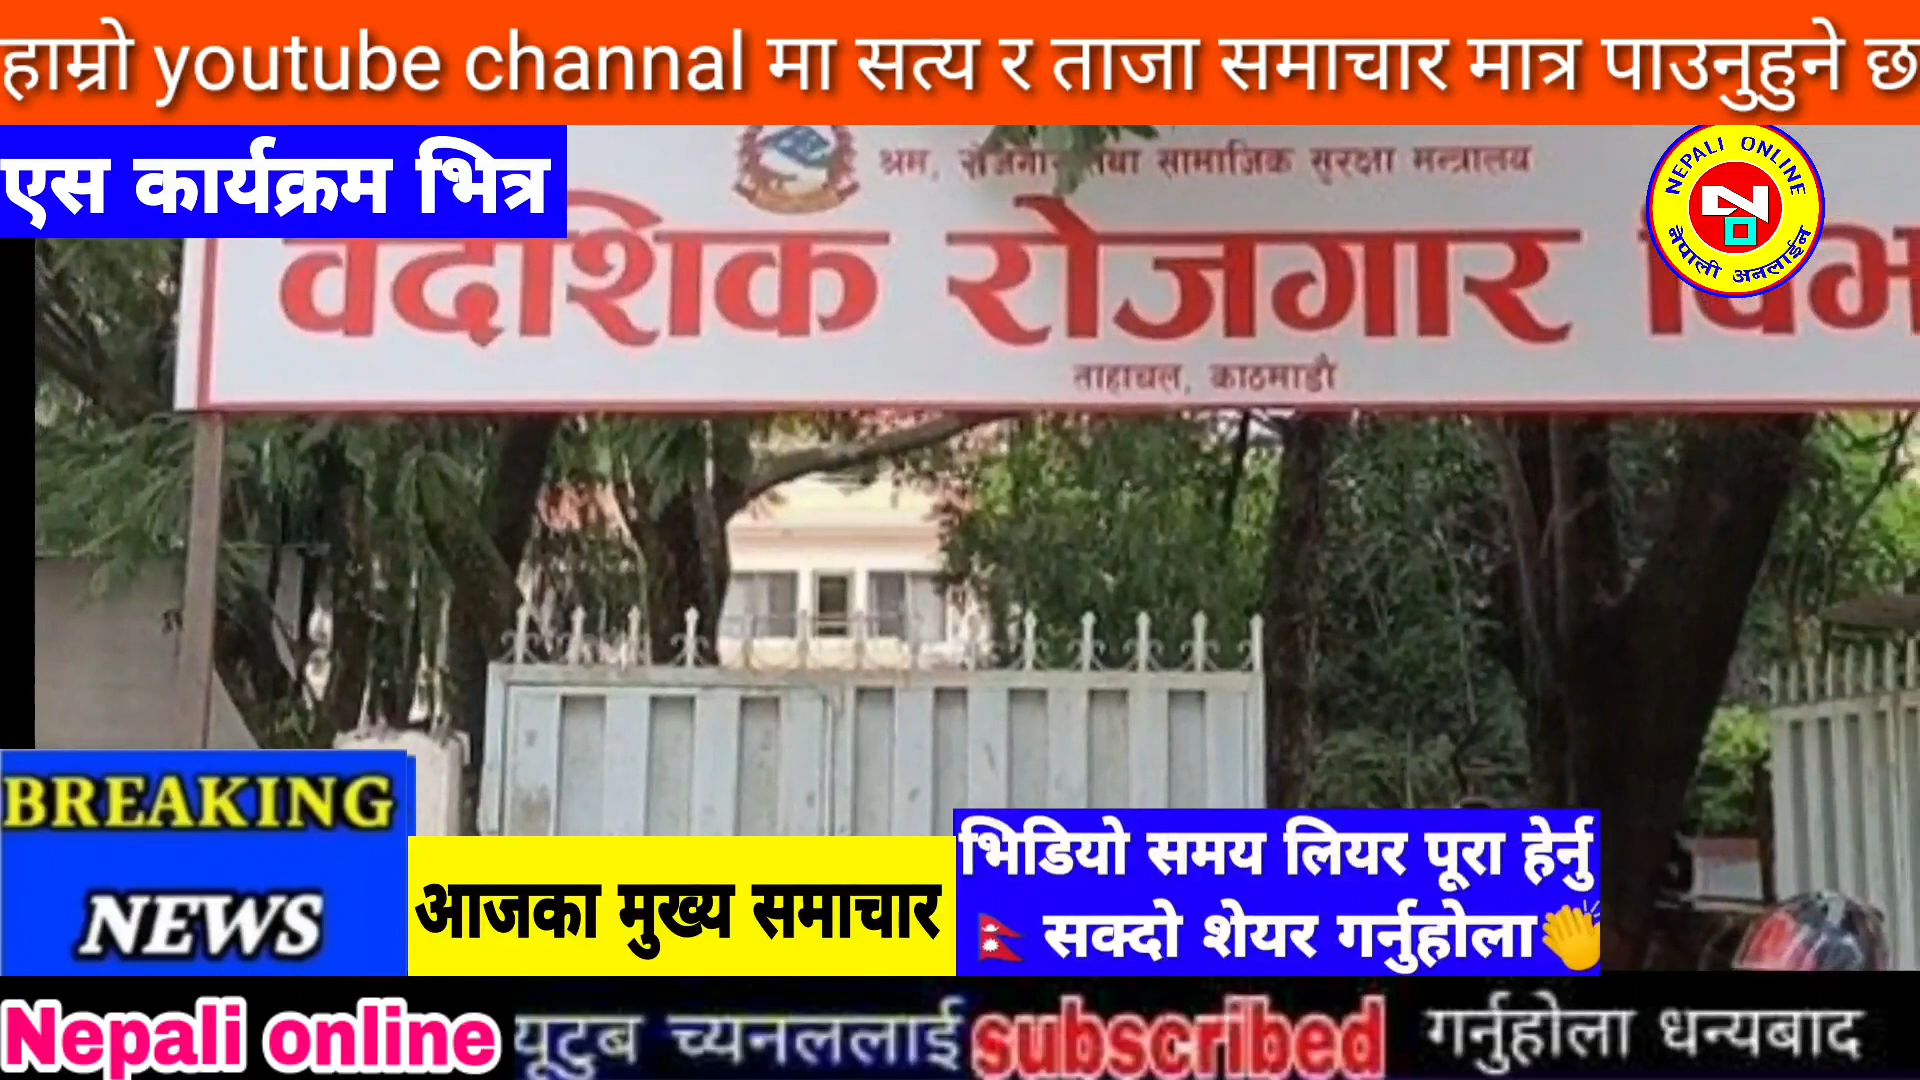 हाम्रो youtube channal मा सत्य र ताजा समाचार मात्र पाउनुहुने छ
एस कार्यक्रम भित्र
श्रम, रोजगार तथा सामाजिक सुरक्षा मन्त्रालय
NEPALI ONLINE
नेपाली अनलाईन
वैदेशिक रोजगार
ताहाचल, काठमाडौं
BREAKING
NEWS
आजका मुख्य समाचार
भिडियो समय लियर पूरा हेर्नु
सक्दो शेयर गर्नुहोला
Nepali online यूटुब च्यनललाई subscribed गर्नुहोला धन्यबाद